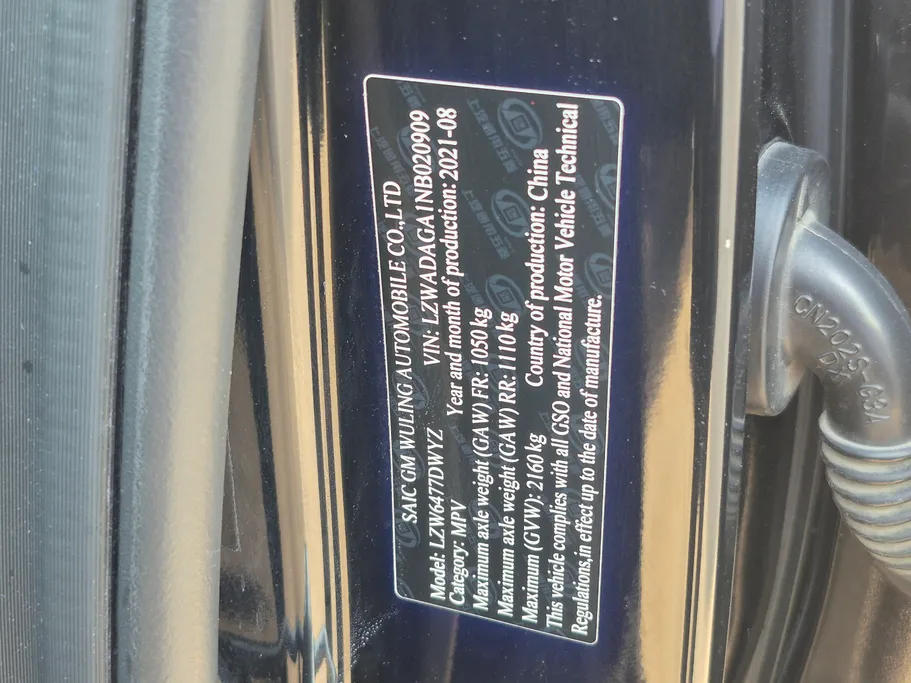 SAIC GM WULING AUTOMOBILE CO.,LTD
Model: LZW6477DWYZ VIN: LZWADAGA1NB020909
Category: MPV Year and month of production: 2021-08
Maximum axle weight (GAW) FR: 1050 kg
Maximum axle weight (GAW) RR: 1110 kg
Maximum (GVW): 2160 kg Country of production: China
This vehicle complies with all GSO and National Motor Vehicle Technical
Regulations,in effect up to the date of manufacture.